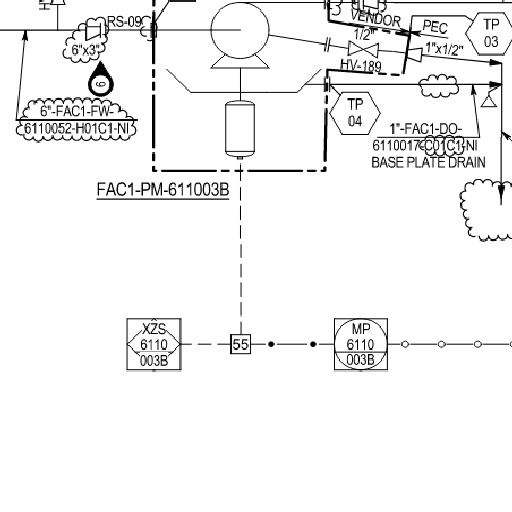 RS-09
VENDOR
PEC
TP
03
1/2"
1"x1/2"
6"x3"
HV-189
6
6"-FAC1-FW-
6110052-H01C1-NI
TP
04
1"-FAC1-DO-
6110017-C01C1-NI
BASE PLATE DRAIN
FAC1-PM-611003B
XZS
6110
003B
55
MP
6110
003B